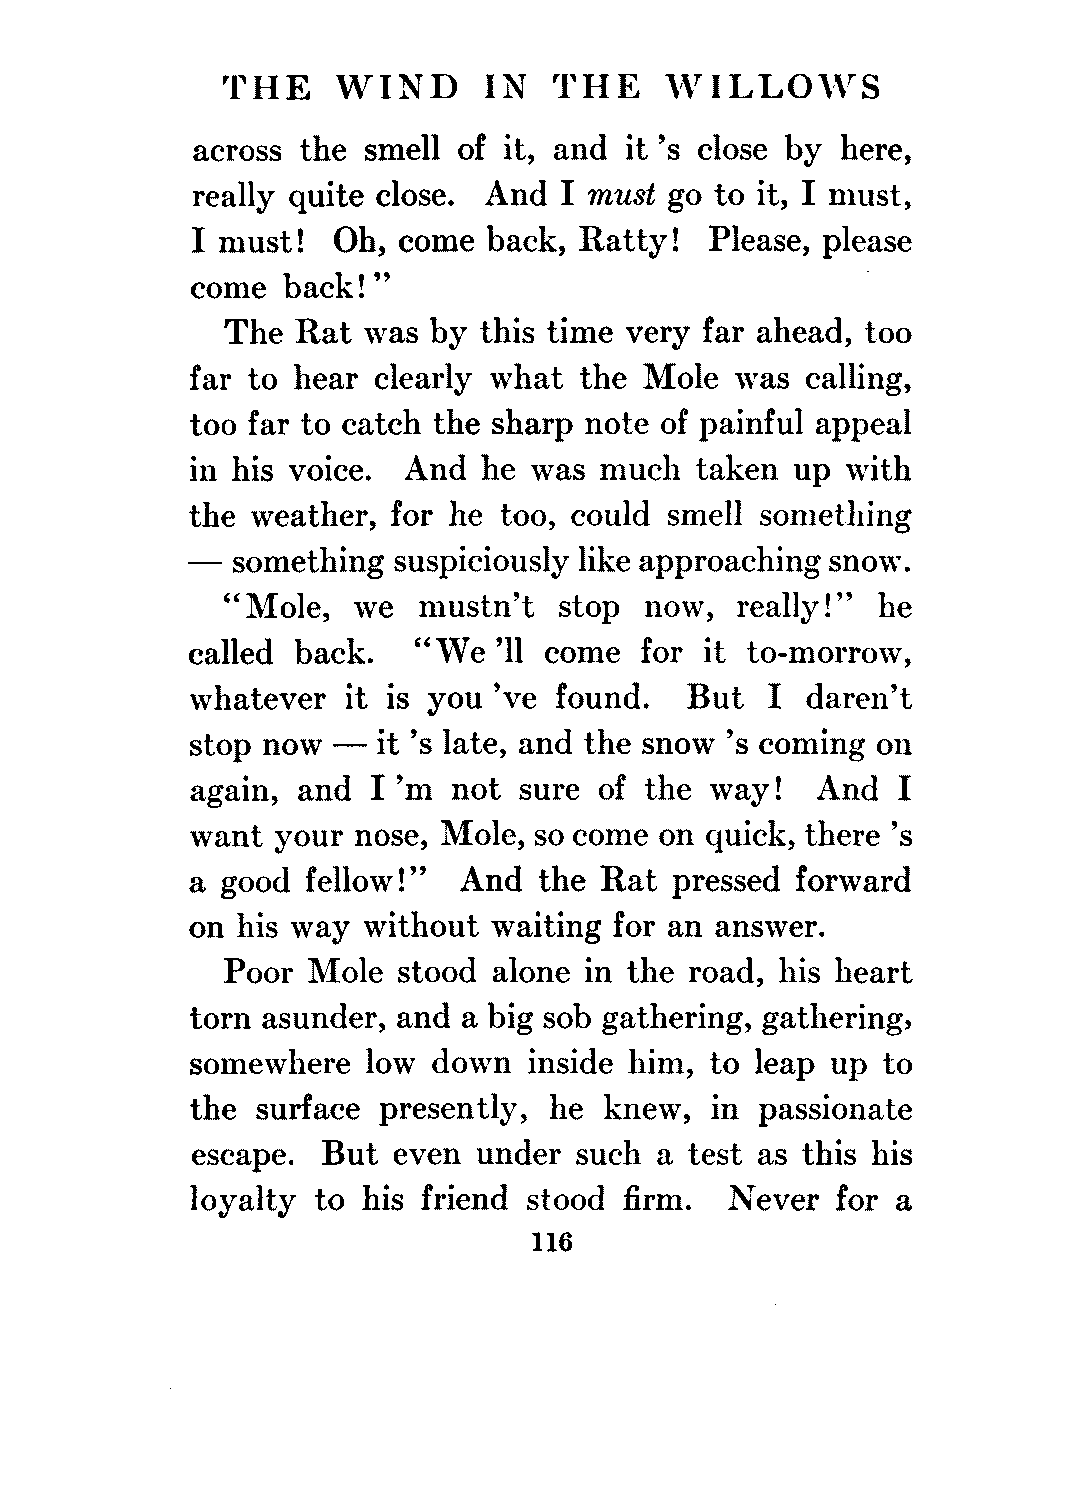 THE WIND IN THE WILLOWS
across the smell of it, and it 's close by here,
really quite close. And I must go to it, I must,
I must! Oh, come back, Ratty! Please, please
come back!"
The Rat was by this time very far ahead, too
far to hear clearly what the Mole was calling,
too far to catch the sharp note of painful appeal
in his voice. And he was much taken up with
the weather, for he too, could smell something
— something suspiciously like approaching snow.
"Mole, we mustn't stop now, really!" he
called back. "We 'll come for it to-morrow,
whatever it is you 've found. But I daren't
stop now — it 's late, and the snow 's coming on
again, and I 'm not sure of the way! And I
want your nose, Mole, so come on quick, there 's
a good fellow!" And the Rat pressed forward
on his way without waiting for an answer.
Poor Mole stood alone in the road, his heart
torn asunder, and a big sob gathering, gathering,
somewhere low down inside him, to leap up to
the surface presently, he knew, in passionate
escape. But even under such a test as this his
loyalty to his friend stood firm. Never for a
116